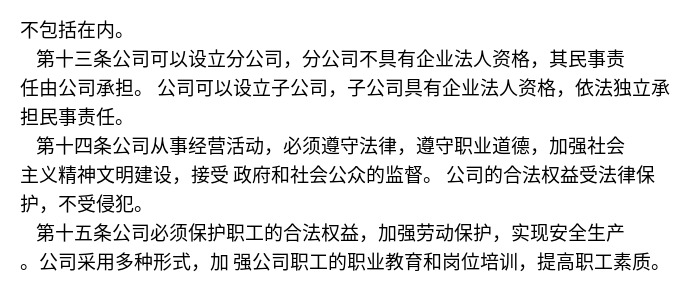 不包括在内。
第十三条公司可以设立分公司，分公司不具有企业法人资格，其民事责
任由公司承担。 公司可以设立子公司，子公司具有企业法人资格，依法独立承
担民事责任。
第十四条公司从事经营活动，必须遵守法律，遵守职业道德，加强社会
主义精神文明建设，接受 政府和社会公众的监督。 公司的合法权益受法律保
护，不受侵犯。
第十五条公司必须保护职工的合法权益，加强劳动保护，实现安全生产
。公司采用多种形式，加 强公司职工的职业教育和岗位培训，提高职工素质。